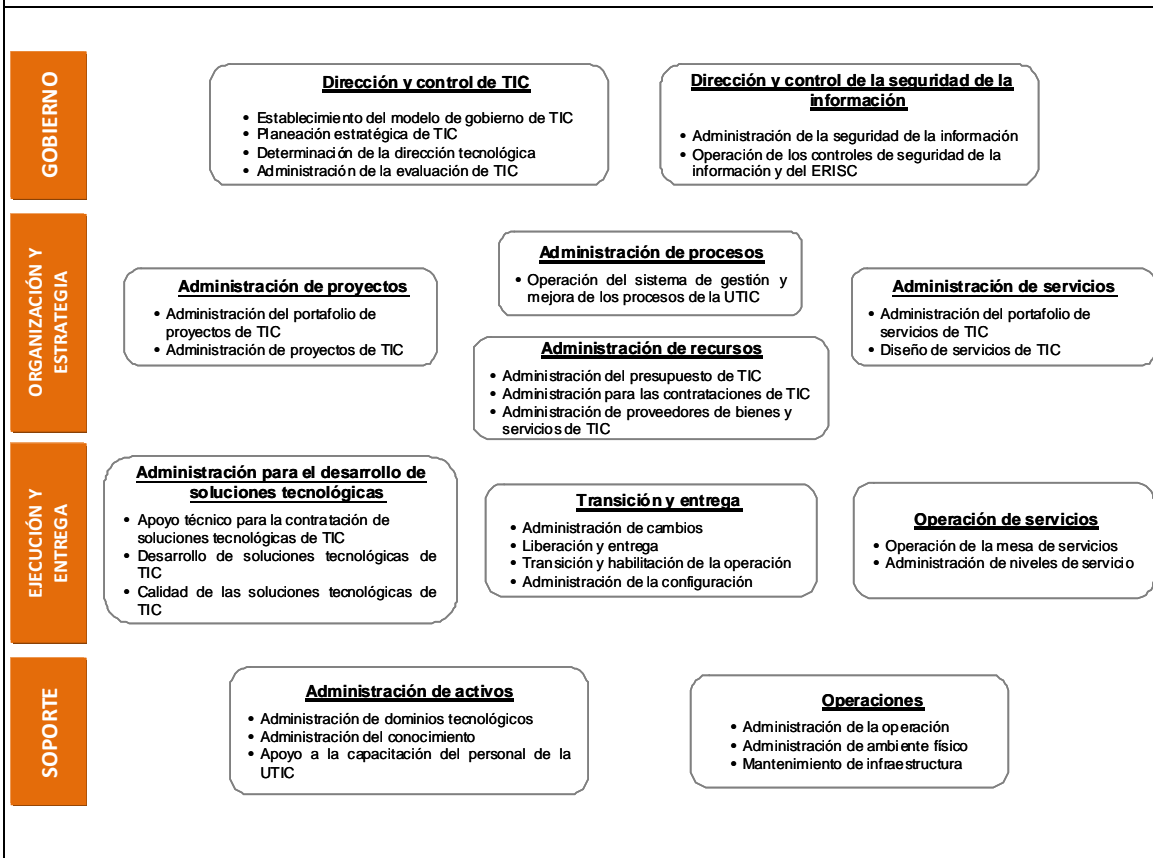 GOBIERNO
Dirección y control de TIC
• Establecimiento del modelo de gobierno de TIC
• Planeación estratégica de TIC
• Determinación de la dirección tecnológica
• Administración de la evaluación de TIC
Dirección y control de la seguridad de la
información
• Administración de la seguridad de la información
• Operación de los controles de seguridad de la
información y del ERISC
ORGANIZACIÓN Y
ESTRATEGIA
Administración de proyectos
• Administración del portafolio de
proyectos de TIC
• Administración de proyectos de TIC
Administración de procesos
• Operación del sistema de gestión y
mejora de los procesos de la UTIC
Administración de recursos
• Administración del presupuesto de TIC
• Administración para las contrataciones de TIC
• Administración de proveedores de bienes y
servicios de TIC
Administración de servicios
• Administración del portafolio de
servicios de TIC
• Diseño de servicios de TIC
EJECUCIÓN Y
ENTREGA
Administración para el desarrollo de
soluciones tecnológicas
• Apoyo técnico para la contratación de
soluciones tecnológicas de TIC
• Desarrollo de soluciones tecnológicas de
TIC
• Calidad de las soluciones tecnológicas de
TIC
Transición y entrega
• Administración de cambios
• Liberación y entrega
• Transición y habilitación de la operación
• Administración de la configuración
Operación de servicios
• Operación de la mesa de servicios
• Administración de niveles de servicio
SOPORTE
Administración de activos
• Administración de dominios tecnológicos
• Administración del conocimiento
• Apoyo a la capacitación del personal de la
UTIC
Operaciones
• Administración de la operación
• Administración de ambiente físico
• Mantenimiento de infraestructura